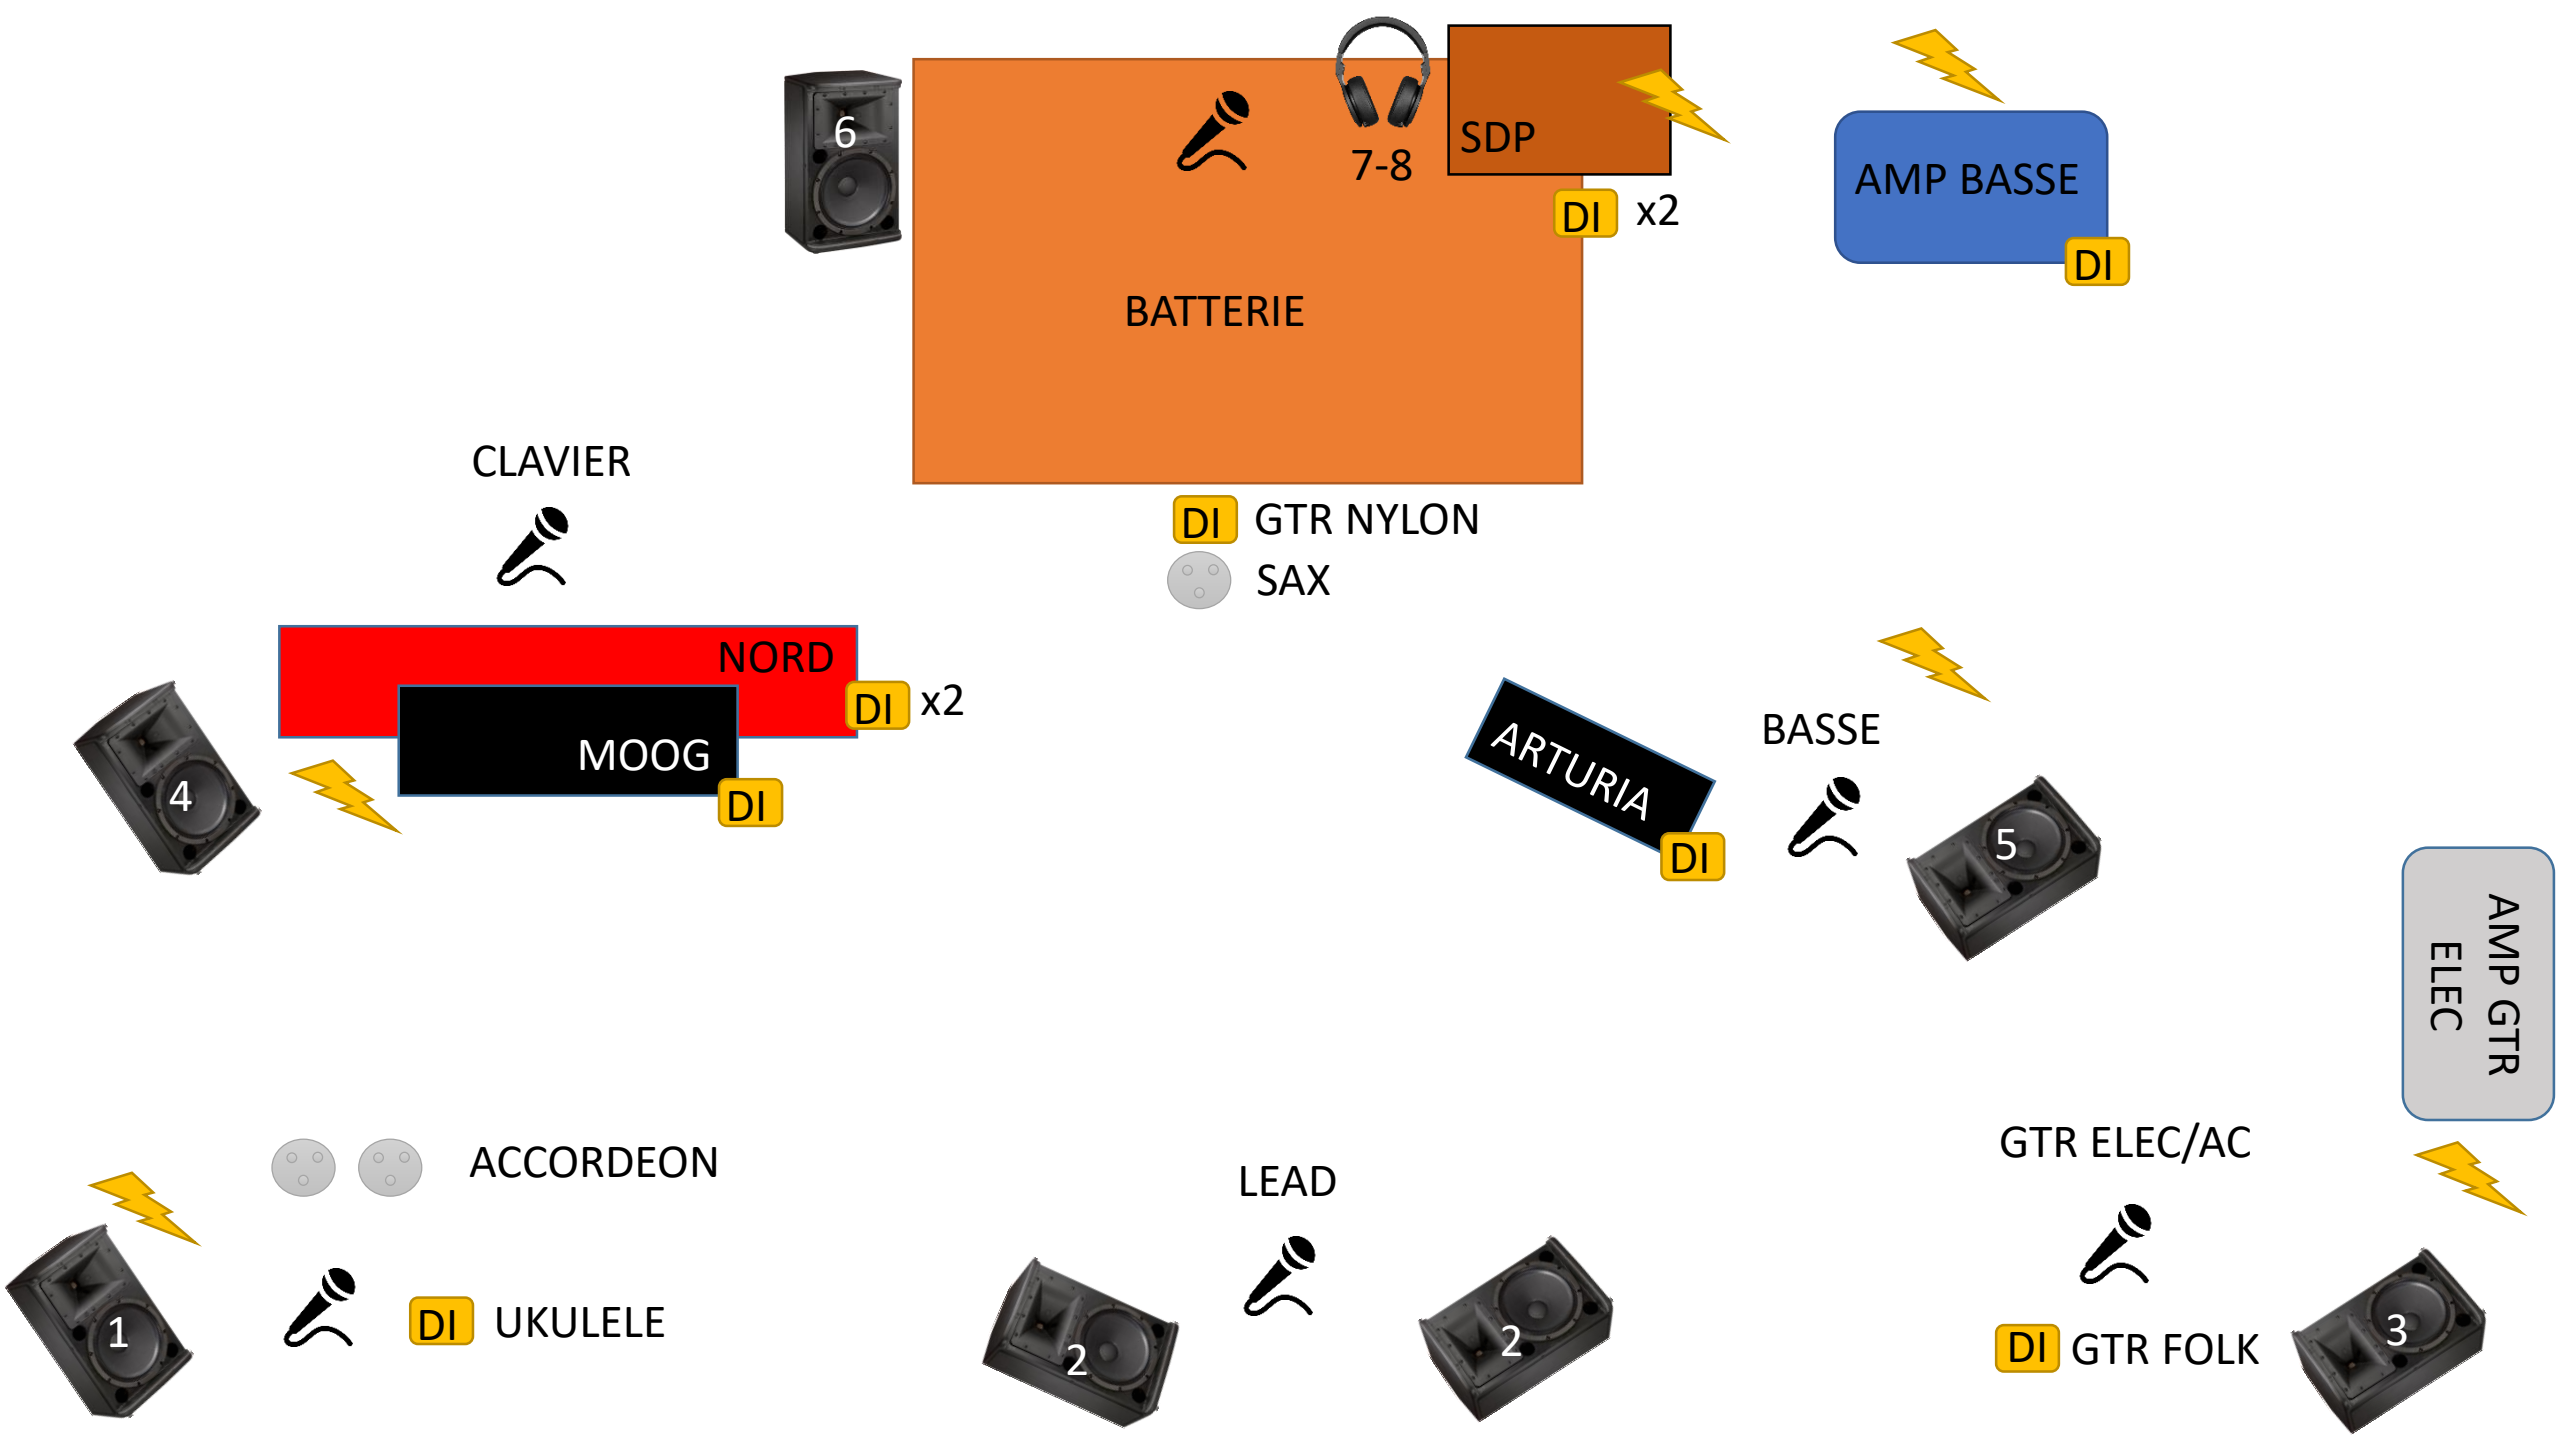 6
7-8
SDP
DI
x2
AMP BASSE
DI
BATTERIE
CLAVIER
DI
GTR NYLON
SAX
NORD
DI
x2
MOOG
DI
4
ARTURIA
DI
BASSE
5
AMP GTR
ELEC
ACCORDEON
LEAD
GTR ELEC/AC
1
DI
UKULELE
2
2
DI
GTR FOLK
3